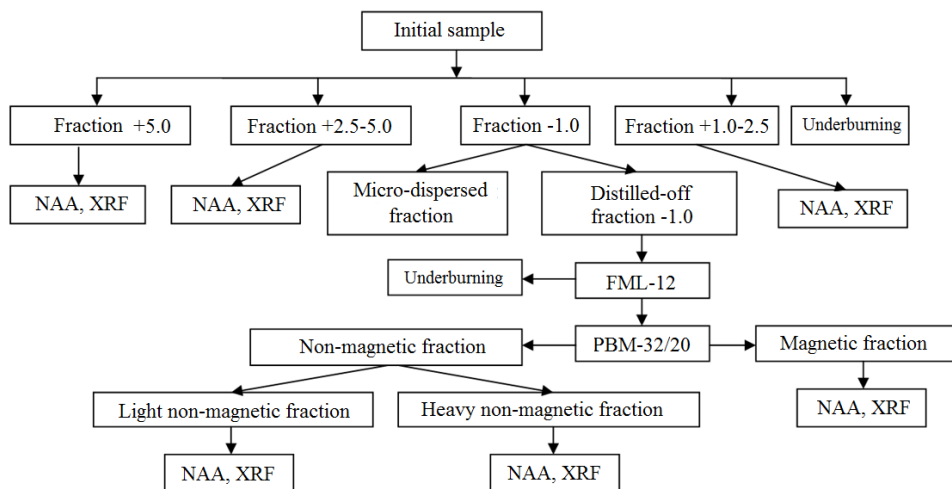 Initial sample
Fraction +5.0
Fraction +2.5-5.0
Fraction -1.0
Fraction +1.0-2.5
Underburning
NAA, XRF
NAA, XRF
Micro-dispersed
fraction
Distilled-off
fraction -1.0
NAA, XRF
Underburning
FML-12
Non-magnetic fraction
PBM-32/20
Magnetic fraction
Light non-magnetic fraction
Heavy non-magnetic fraction
NAA, XRF
NAA, XRF
NAA, XRF